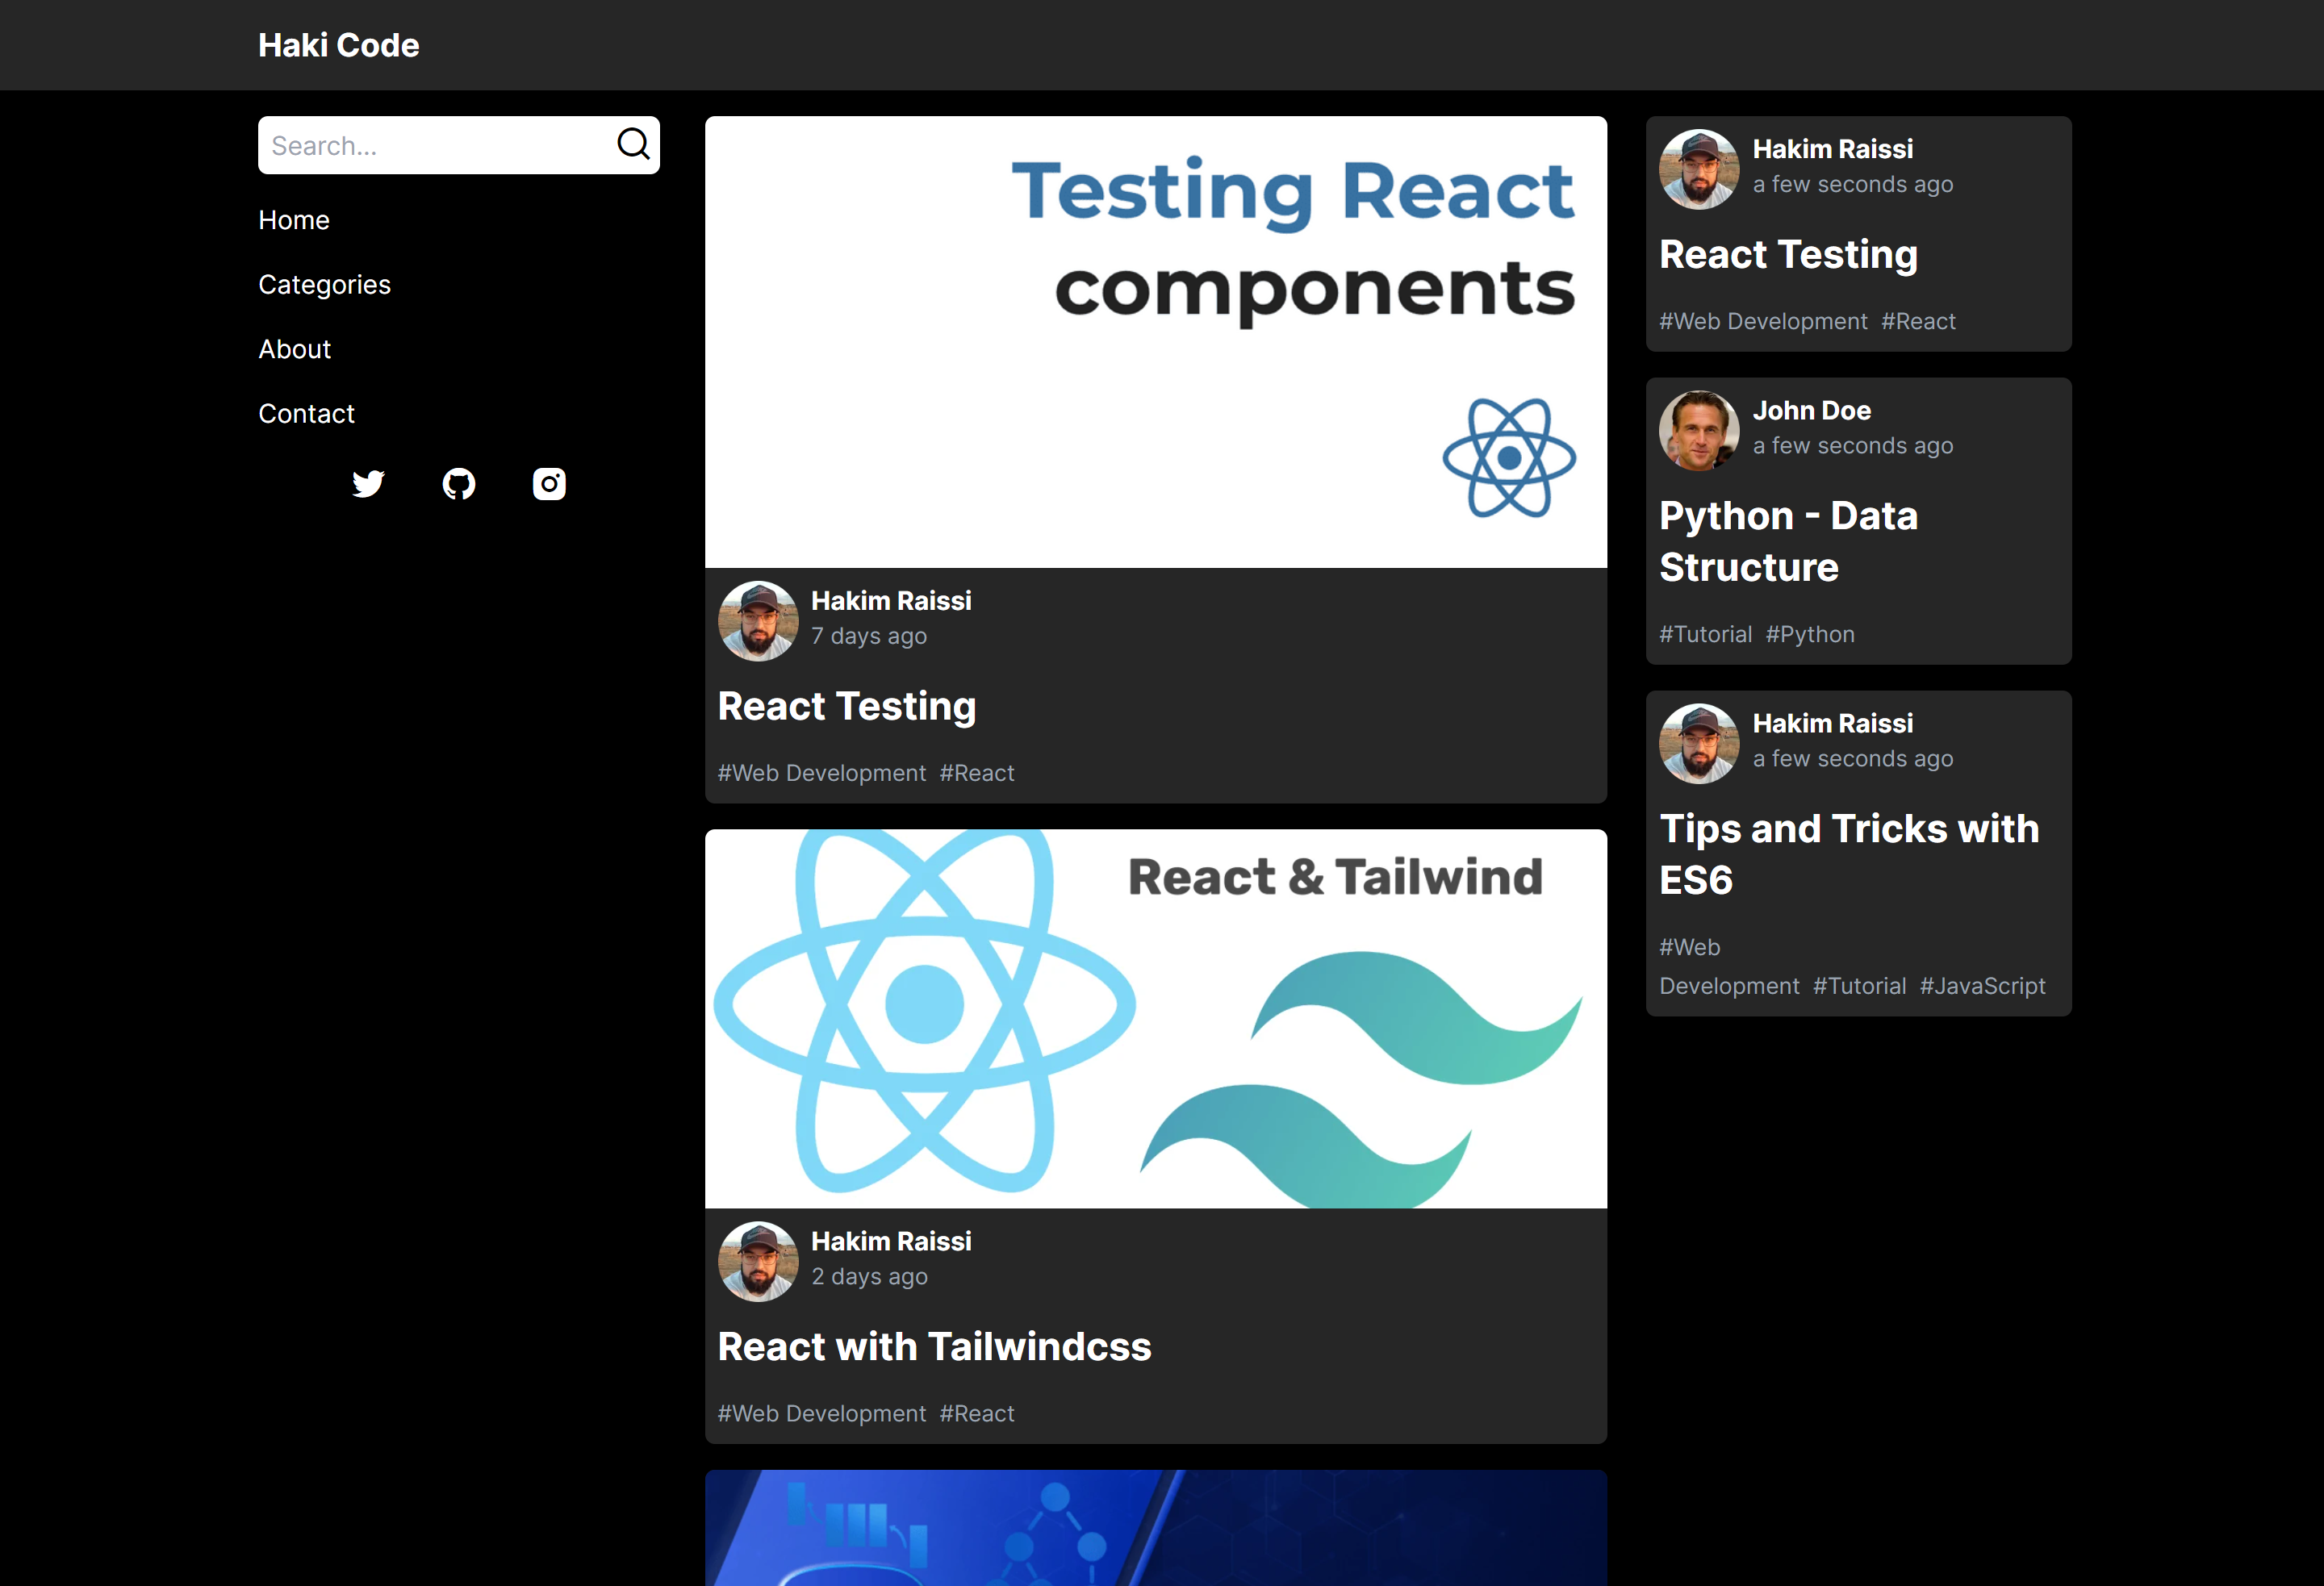 Haki Code
Search...
Home
Categories
About
Contact
Testing React
components
Hakim Raissi
7 days ago
React Testing
#Web Development #React
React & Tailwind
Hakim Raissi
2 days ago
React with Tailwindcss
#Web Development #React
Hakim Raissi
a few seconds ago
React Testing
#Web Development #React
John Doe
a few seconds ago
Python - Data
Structure
#Tutorial #Python
Hakim Raissi
a few seconds ago
Tips and Tricks with
ES6
#Web
Development #Tutorial #JavaScript